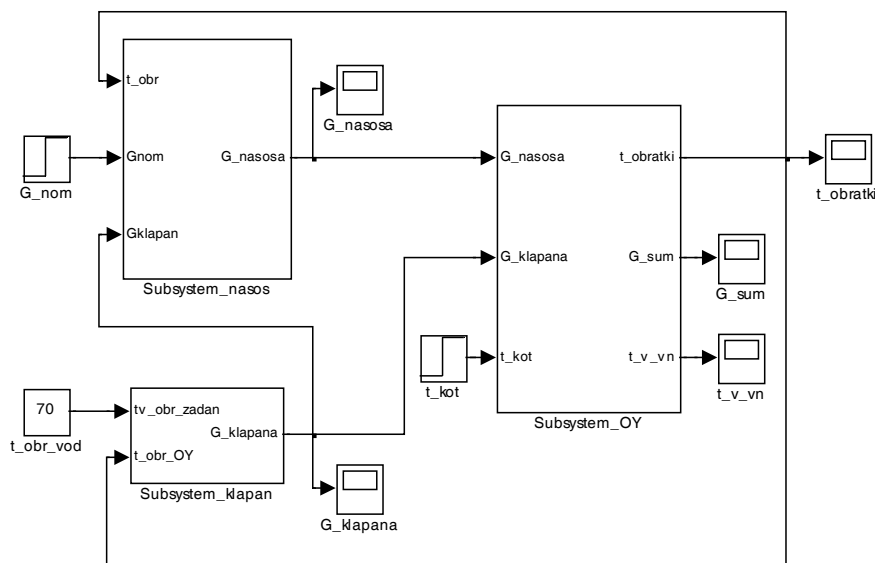 t_obr
Gnom
G_nasosa
Gklapan
Subsystem_nasos
G_nom
G_nasosa
G_nasosa
t_obratki
G_klapana
G_sum
t_kot
t_v_vn
Subsystem_OY
t_obratki
G_sum
t_v_vn
t_kot
70
t_obr_vod
tv_obr_zadan
G_klapana
t_obr_OY
Subsystem_klapan
G_klapana